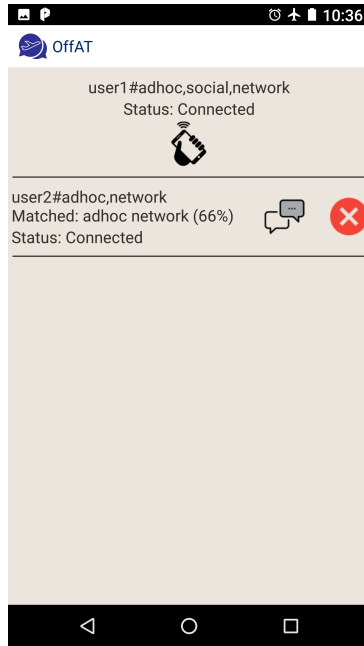 10:36
OffAT
user1#adhoc,social,network
Status: Connected
user2#adhoc,network
Matched: adhoc network (66%)
Status: Connected